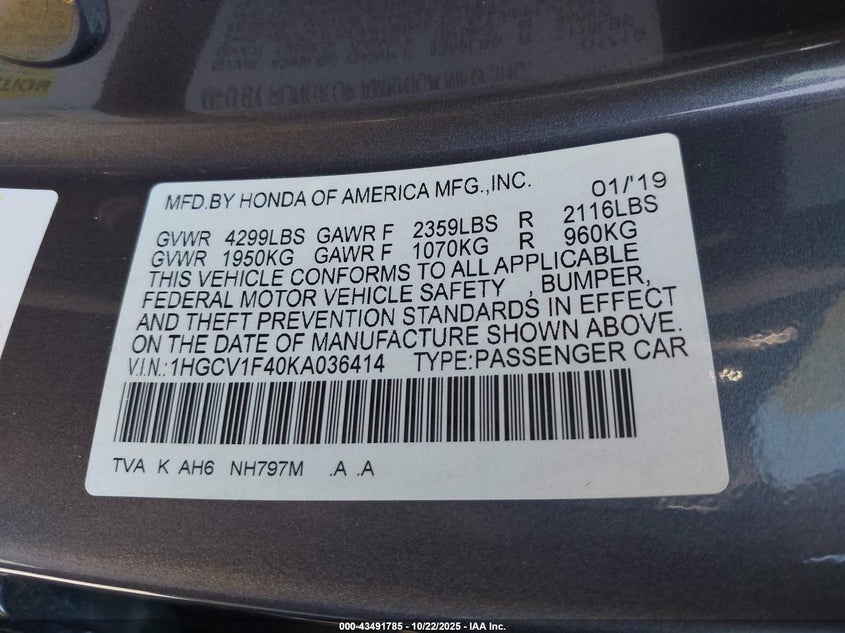 MFD.BY HONDA OF AMERICA MFG.,INC. 01/'19
GVWR 4299LBS GAWR F 2359LBS R 2116LBS
GVWR 1950KG GAWR F 1070KG R 960KG
THIS VEHICLE CONFORMS TO ALL APPLICABLE
FEDERAL MOTOR VEHICLE SAFETY , BUMPER,
AND THEFT PREVENTION STANDARDS IN EFFECT
ON THE DATE OF MANUFACTURE SHOWN ABOVE.
V.I.N.:1HGCV1F40KA036414 TYPE:PASSENGER CAR
TVA K AH6 NH797M .A .A
000-43491785 - 10/22/2025 - IAA Inc.